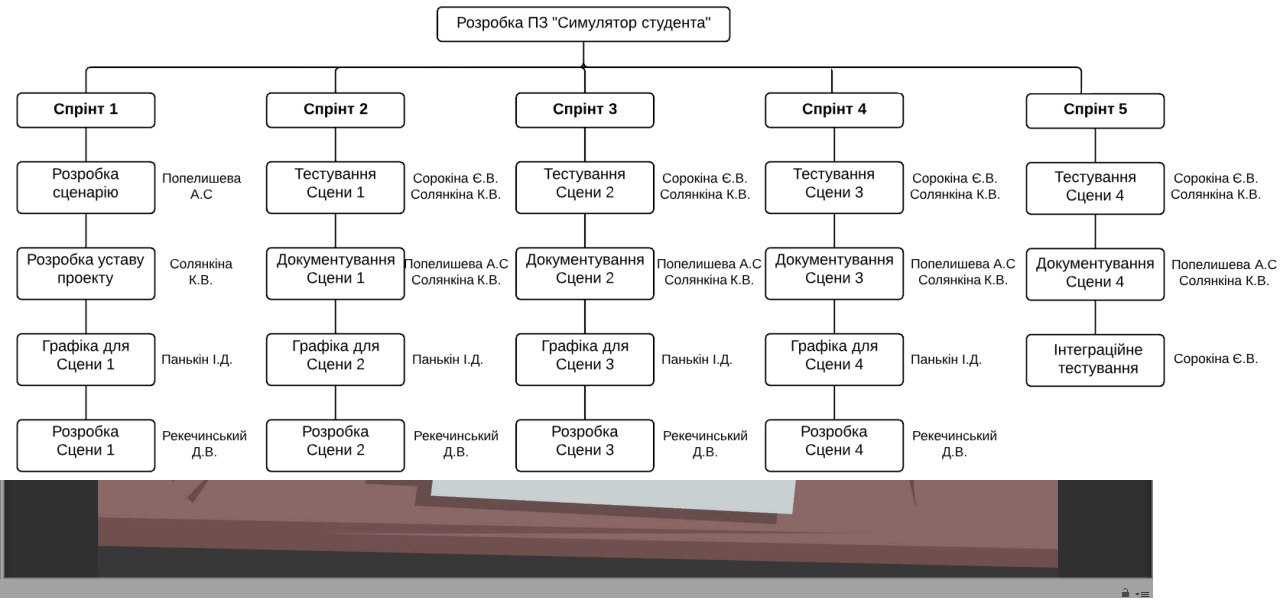 Розробка ПЗ "Симулятор студента"
Спрінт 1
Розробка
сценарію
Попелишева
А.С
Розробка уставу
проекту
Солянкіна
К.В.
Графіка для
Сцени 1
Панькін І.Д.
Розробка
Сцени 1
Рекечинський
Д.В.
Спрінт 2
Тестування
Сцени 1
Сорокіна Є.В.
Солянкіна К.В.
Документування
Сцени 1
Попелишева А.С
Солянкіна К.В.
Графіка для
Сцени 2
Панькін І.Д.
Розробка
Сцени 2
Рекечинський
Д.В.
Спрінт 3
Тестування
Сцени 2
Сорокіна Є.В.
Солянкіна К.В.
Документування
Сцени 2
Попелишева А.С
Солянкіна К.В.
Графіка для
Сцени 3
Панькін І.Д.
Розробка
Сцени 3
Рекечинський
Д.В.
Спрінт 4
Тестування
Сцени 3
Сорокіна Є.В.
Солянкіна К.В.
Документування
Сцени 3
Попелишева А.С
Солянкіна К.В.
Графіка для
Сцени 4
Панькін І.Д.
Розробка
Сцени 4
Рекечинський
Д.В.
Спрінт 5
Тестування
Сцени 4
Сорокіна Є.В.
Солянкіна К.В.
Документування
Сцени 4
Попелишева А.С
Солянкіна К.В.
Інтеграційне
тестування
Сорокіна Є.В.